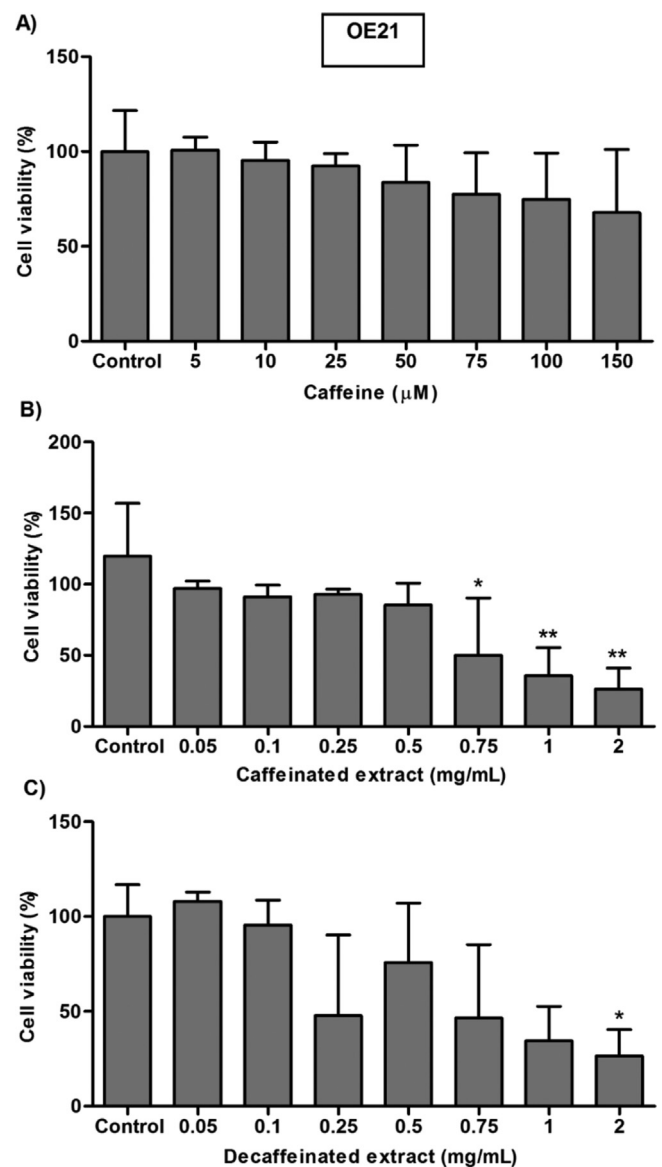 A)
OE21
150
100
50
0
Cell viability (%)
Control 5 10 25 50 75 100 150
Caffeine (μM)
B)
200
150
100
50
0
Cell viability (%)
*
**
**
Control 0.05 0.1 0.25 0.5 0.75 1 2
Caffeinated extract (mg/mL)
C)
150
100
50
0
Cell viability (%)
*
Control 0.05 0.1 0.25 0.5 0.75 1 2
Decaffeinated extract (mg/mL)